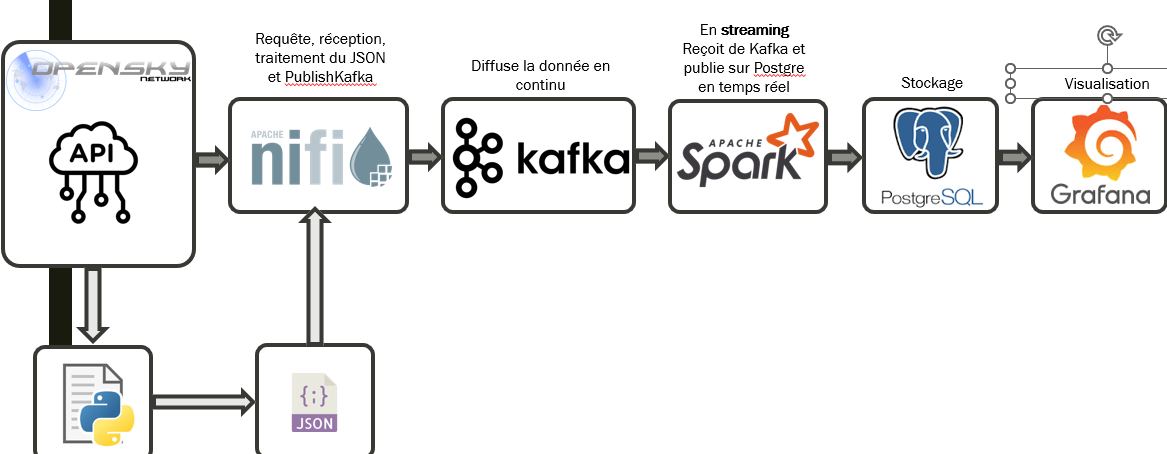 OPENSKY
NETWORK
API
Requête, réception,
traitement du JSON
et PublishKafka
APACHE
nifi
Diffuse la donnée en
continu
kafka
En streaming
Reçoit de Kafka et
publie sur Postgre
en temps réel
APACHE
Spark
Stockage
PostgreSQL
Visualisation
Grafana
{;}
JSON